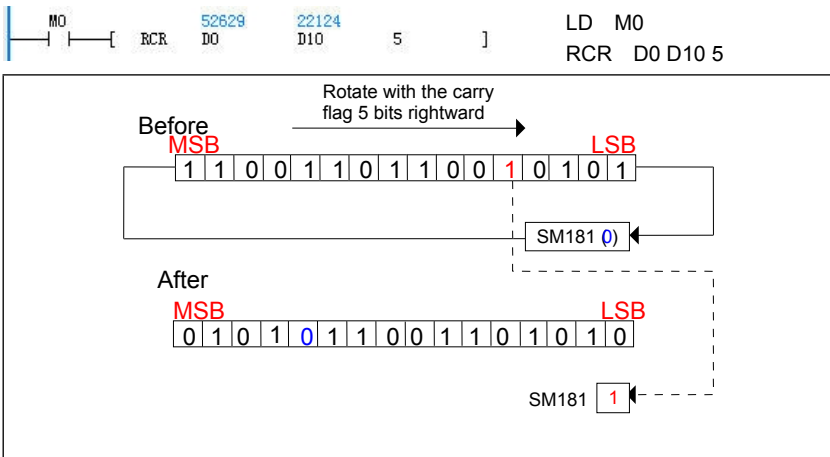 M0 52629 22124
RCR D0 D10 5
LD M0
RCR D0 D10 5
Rotate with the carry
flag 5 bits rightward
Before
MSB LSB
1 1 0 0 1 1 0 1 1 0 0 1 0 1 0 1
SM181 (0)
After
MSB LSB
0 1 0 1 0 1 1 0 0 1 1 0 1 0 1 0
SM181 1